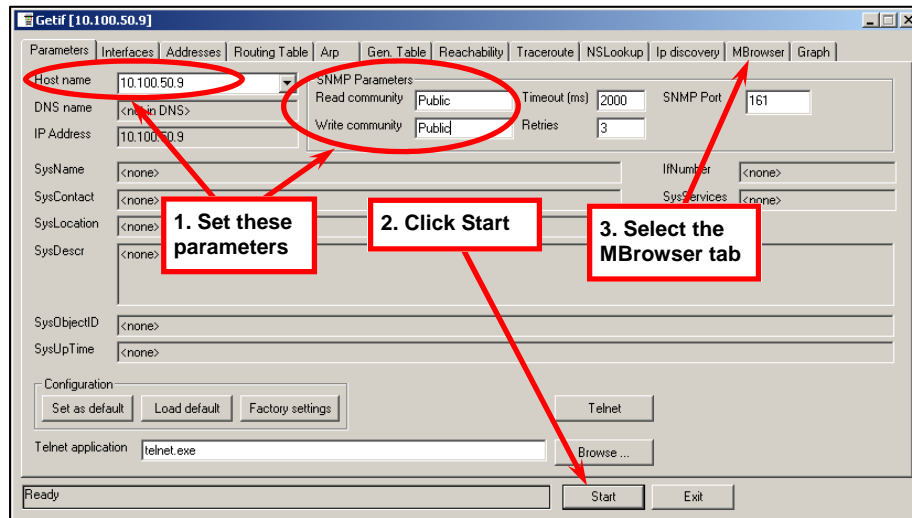 Getif [10.100.50.9]
Parameters Interfaces Addresses Routing Table Arp Gen. Table Reachability Traceroute NSLookup Ip discovery MBrowser Graph
Host name 10.100.50.9
DNS name <not in DNS>
IP Address 10.100.50.9
SNMP Parameters
Read community Public Timeout (ms) 2000 SNMP Port 161
Write community Public Retries 3
SysName <none> IfNumber <none>
SysContact <none> SysServices <none>
SysLocation <none>
SysDescr <none>
1. Set these
parameters
2. Click Start
3. Select the
MBrowser tab
SysObjectID <none>
SysUpTime <none>
Configuration
Set as default Load default Factory settings Telnet
Telnet application telnet.exe Browse ...
Ready Start Exit